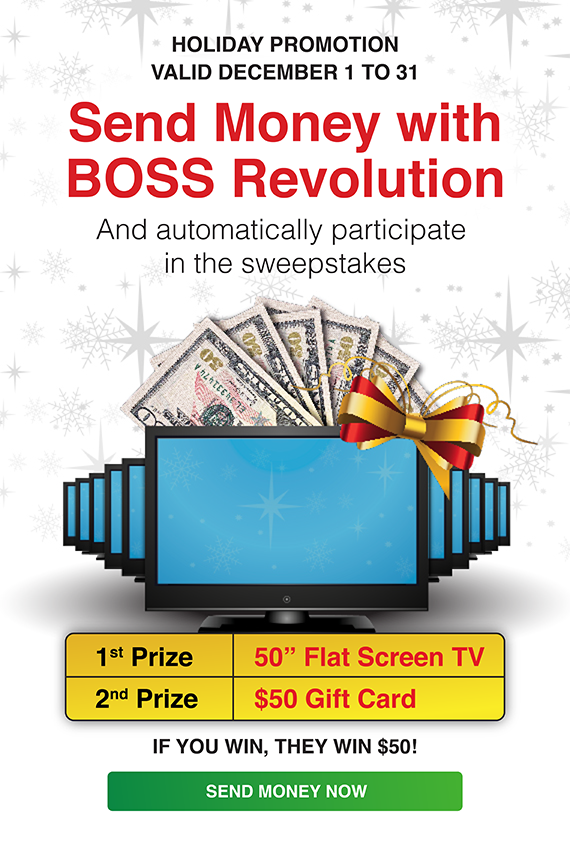 HOLIDAY PROMOTION
VALID DECEMBER 1 TO 31
Send Money with
BOSS Revolution
And automatically participate
in the sweepstakes
1st Prize 50” Flat Screen TV
2nd Prize $50 Gift Card
IF YOU WIN, THEY WIN $50!
SEND MONEY NOW